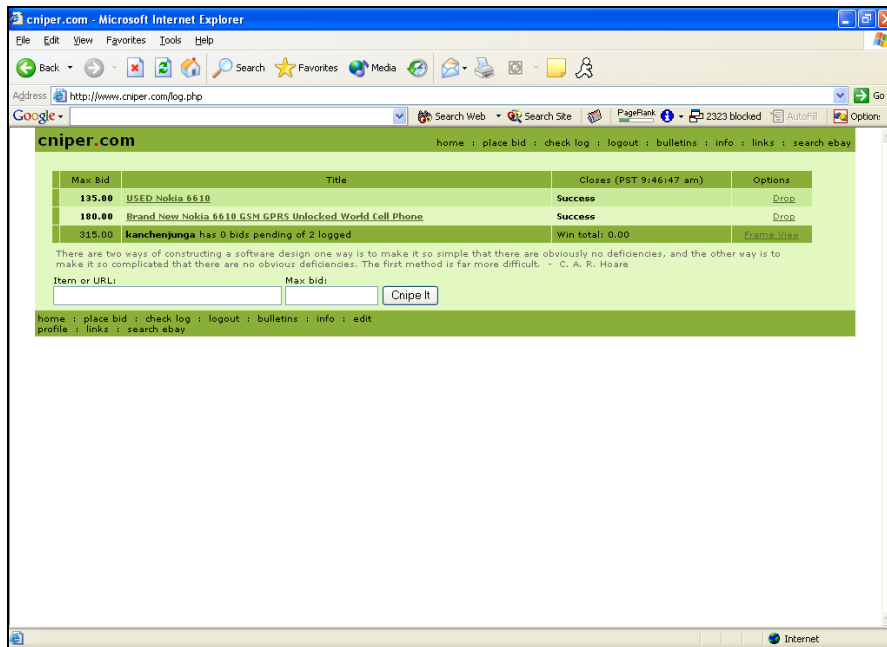 cniper.com - Microsoft Internet Explorer
File Edit View Favorites Tools Help
Back Search Favorites Media
Address http://www.cniper.com/log.php Go
Google Search Web Search Site PageRank 2323 blocked AutoFill Options
cniper.com home : place bid : check log : logout : bulletins : info : links : search ebay
Max Bid Title Closes (PST 9:46:47 am) Options
135.00 USED Nokia 6610 Success Drop
180.00 Brand New Nokia 6610 GSM GPRS Unlocked World Cell Phone Success Drop
315.00 kanchenjunga has 0 bids pending of 2 logged Win total: 0.00 Frame View
There are two ways of constructing a software design one way is to make it so simple that there are obviously no deficiencies, and the other way is to
make it so complicated that there are no obvious deficiencies. The first method is far more difficult. - C. A. R. Hoare
Item or URL: Max bid:
Cnipe It
home : place bid : check log : logout : bulletins : info : edit
profile : links : search ebay
Internet